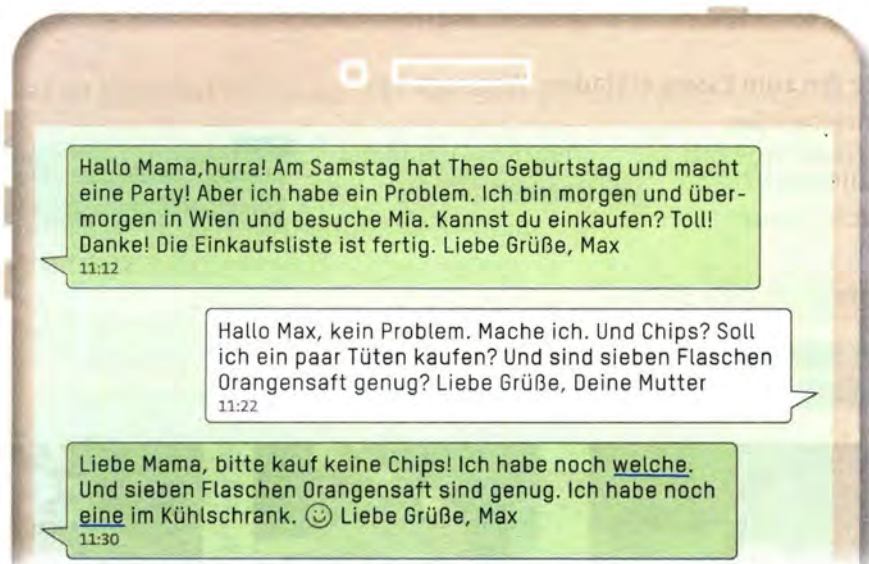 Hallo Mama,hurra! Am Samstag hat Theo Geburtstag und macht
eine Party! Aber ich habe ein Problem. Ich bin morgen und über-
morgen in Wien und besuche Mia. Kannst du einkaufen? Toll!
Danke! Die Einkaufsliste ist fertig. Liebe Grüße, Max
11:12
Hallo Max, kein Problem. Mache ich. Und Chips? Soll
ich ein paar Tüten kaufen? Und sind sieben Flaschen
Orangensaft genug? Liebe Grüße, Deine Mutter
11:22
Liebe Mama, bitte kauf keine Chips! Ich habe noch welche.
Und sieben Flaschen Orangensaft sind genug. Ich habe noch
eine im Kühlschrank. ☺ Liebe Grüße, Max
11:30